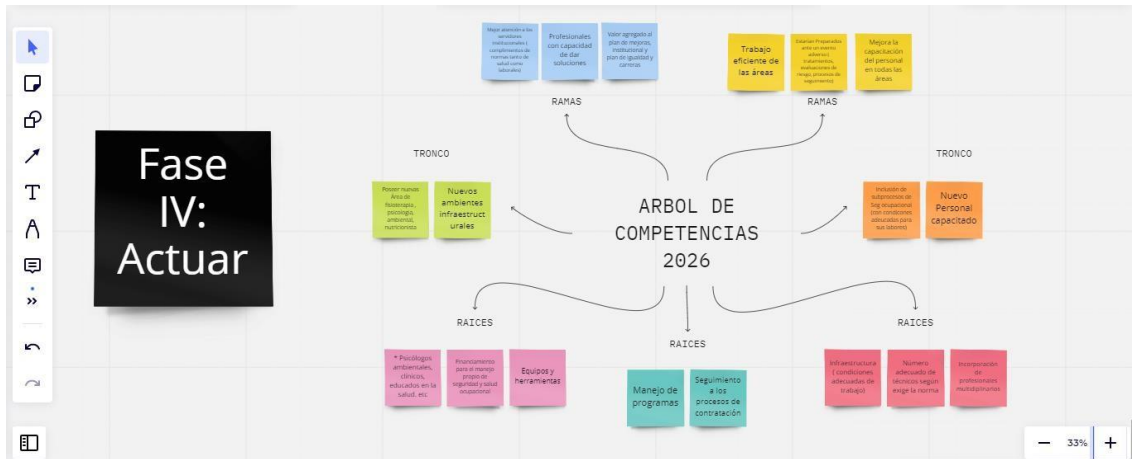 Fase
IV:
Actuar
Mejor atención a los
servidores
institucionales (
cumplimientos de
normas tanto de
salud como
laborales)
Profesionales
con capacidad
de dar
soluciones
Valor agregado al
plan de mejoras,
institucional y
plan de igualdad y
carreras
Trabajo
eficiente de
las áreas
Estarían Preparados
ante un evento
adverso (
tratamientos,
evaluaciones de
riesgo, procesos de
seguimiento)
Mejora la
capacitación
del personal
en todas las
áreas
RAMAS
RAMAS
TRONCO
TRONCO
Poseer nuevas
Área de
fisioterapia,
psicología,
ambiental,
nutricionista
Nuevos
ambientes
infraestruct
urales
ARBOL DE
COMPETENCIAS
2026
Inclusión de
subprocesos de
Seg ocupacional
(con condiciones
adecuadas para
sus labores)
Nuevo
Personal
capacitado
RAICES
RAICES
RAICES
* Psicólogos
ambientales,
clínicos,
educados en la
salud. etc
Financiamiento
para el manejo
propio de
seguridad y salud
ocupacional
Equipos y
herramientas
Manejo de
programas
Seguimiento
a los
procesos de
contratación
Infraestructura
( condiciones
adecuadas de
trabajo)
Número
adecuado de
técnicos según
exige la norma
Incorporación
de
profesionales
multidiplinarios
33%